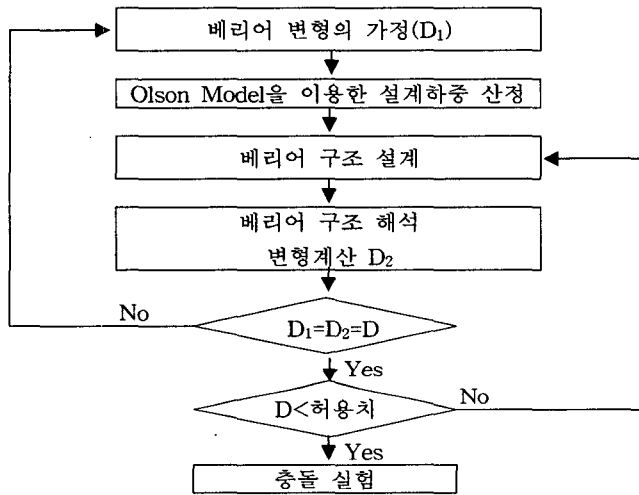 베리어 변형의 가정(D₁)
Olson Model을 이용한 설계하중 산정
베리어 구조 설계
베리어 구조 해석
변형계산 D₂
No
D₁=D₂=D
Yes
No
D<허용치
Yes
충돌 실험